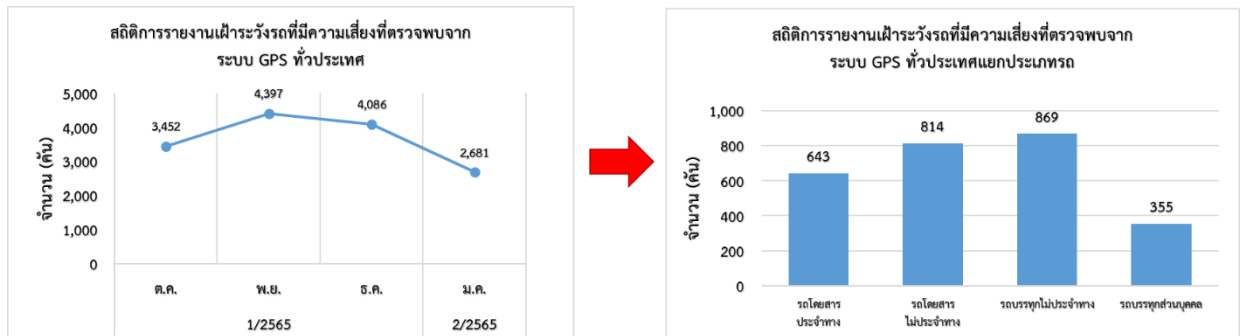 สถิติการรายงานเฝ้าระวังรถที่มีความเสี่ยงที่ตรวจพบจาก
ระบบ GPS ทั่วประเทศ
จำนวน (คัน)
5,000
4,000
3,000
2,000
1,000
0
3,452
4,397
4,086
2,681
ต.ค.
พ.ย.
ธ.ค.
ม.ค.
1/2565
2/2565
สถิติการรายงานเฝ้าระวังรถที่มีความเสี่ยงที่ตรวจพบจาก
ระบบ GPS ทั่วประเทศแยกประเภทรถ
จำนวน (คัน)
1,000
800
600
400
200
0
643
814
869
355
รถโดยสาร
ประจำทาง
รถโดยสาร
ไม่ประจำทาง
รถบรรทุกไม่ประจำทาง
รถบรรทุกส่วนบุคคล